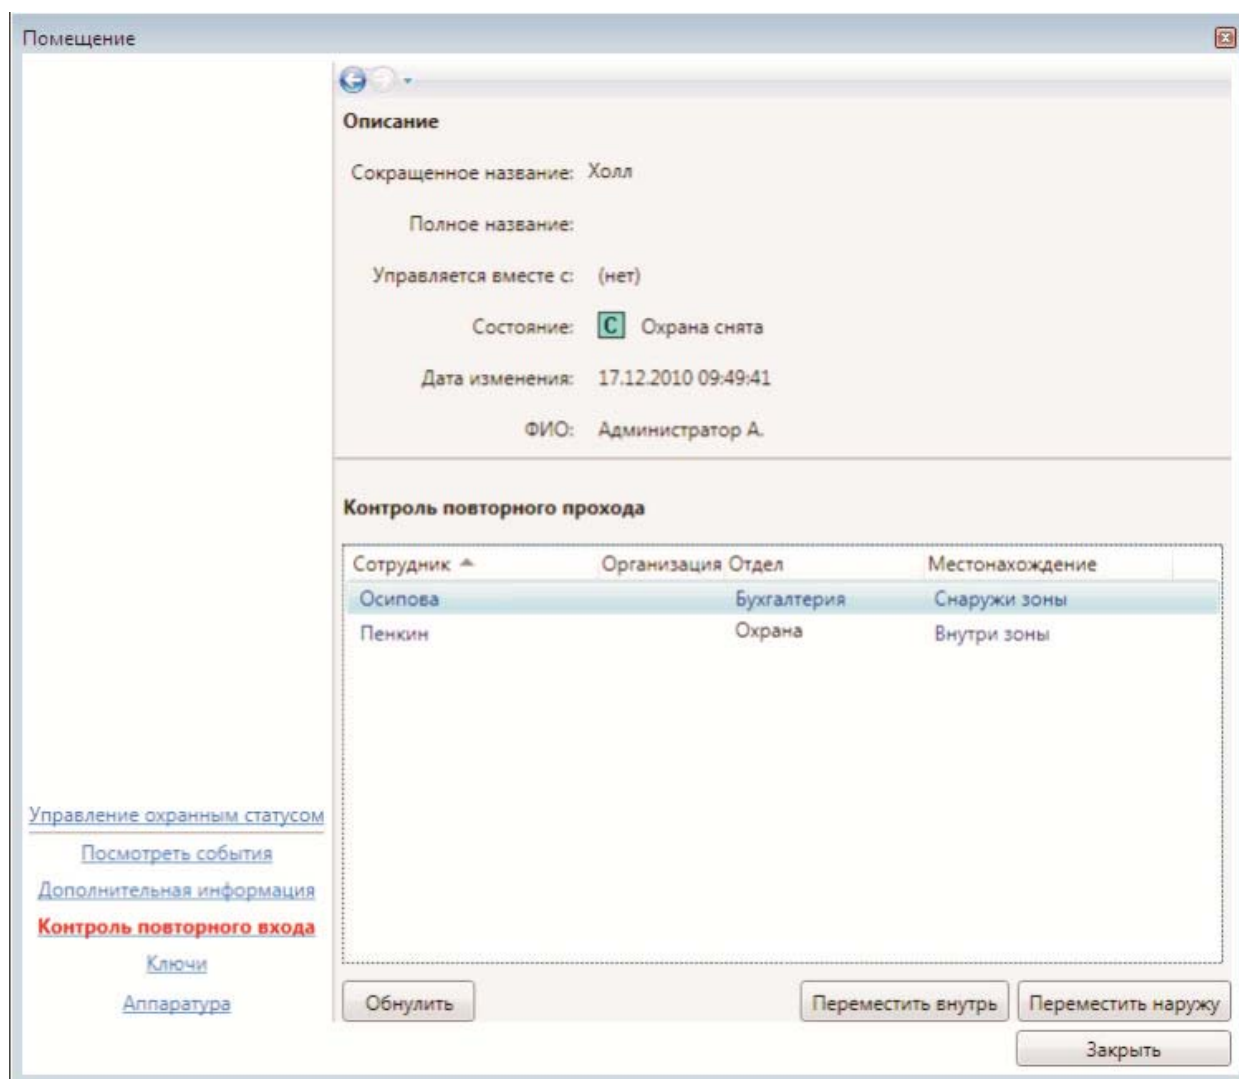 Помещение
Описание
Сокращенное название: Холл
Полное название:
Управляется вместе с: (нет)
Состояние: С Охрана снята
Дата изменения: 17.12.2010 09:49:41
ФИО: Администратор А.
Контроль повторного прохода
Сотрудник Организация Отдел Местонахождение
Осипова Бухгалтерия Снаружи зоны
Пенкин Охрана Внутри зоны
Управление охранным статусом
Посмотреть события
Дополнительная информация
Контроль повторного входа
Ключи
Аппаратура
Обнулить Переместить внутрь Переместить наружу
Закрыть